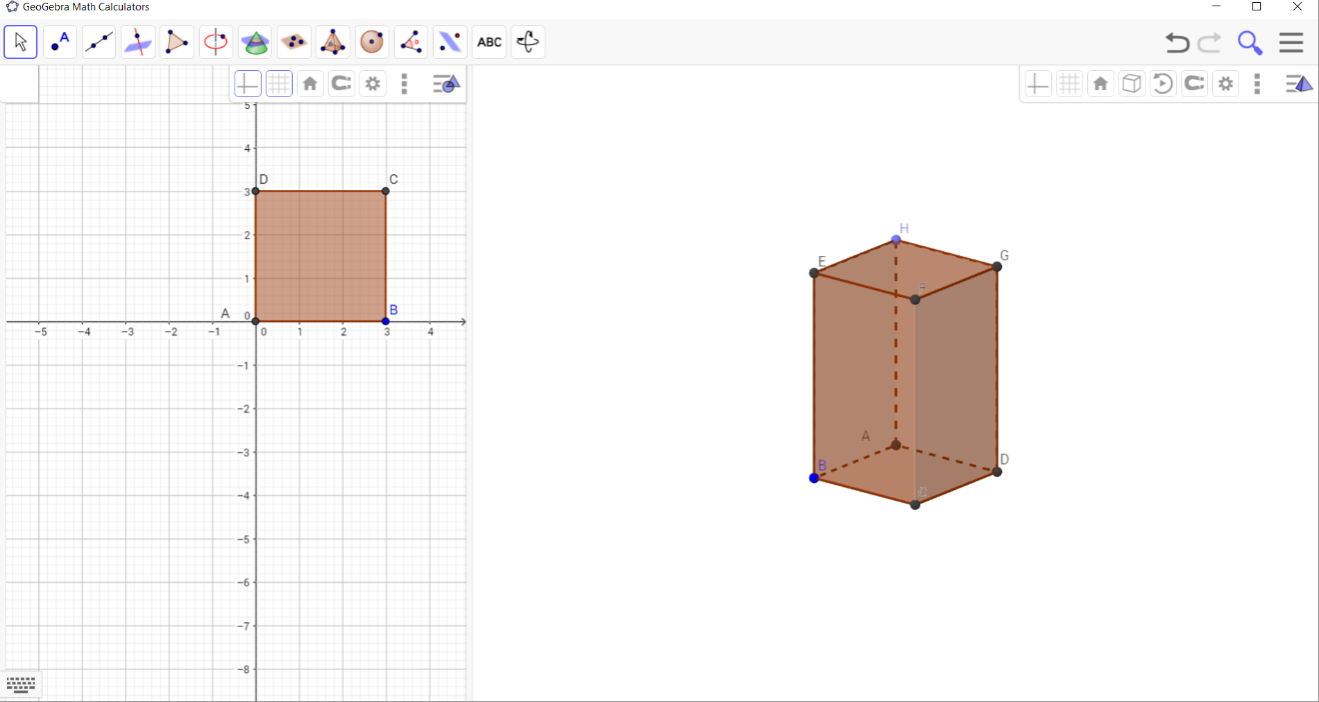 GeoGebra Math Calculators
A
ABC
5
4
D C
3
2
1
A 0 B
−5 −4 −3 −2 −1 0 1 2 3 4
−1
−2
−3
−4
−5
−6
−7
−8
H
E G
F
A
B D
C